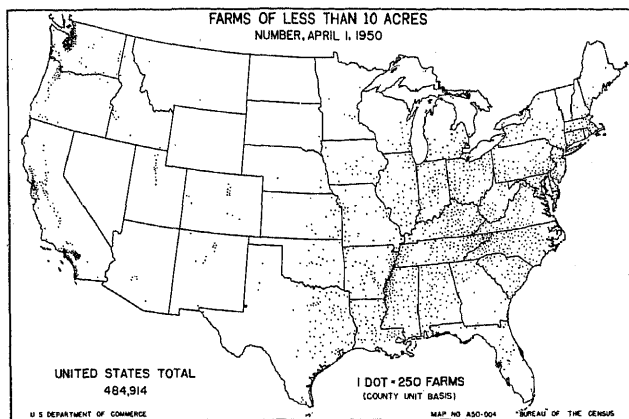 FARMS OF LESS THAN 10 ACRES
NUMBER, APRIL 1, 1950
UNITED STATES TOTAL
484,914
1 DOT = 250 FARMS
(COUNTY UNIT BASIS)
U S DEPARTMENT OF COMMERCE
MAP NO A50-004
BUREAU OF THE CENSUS